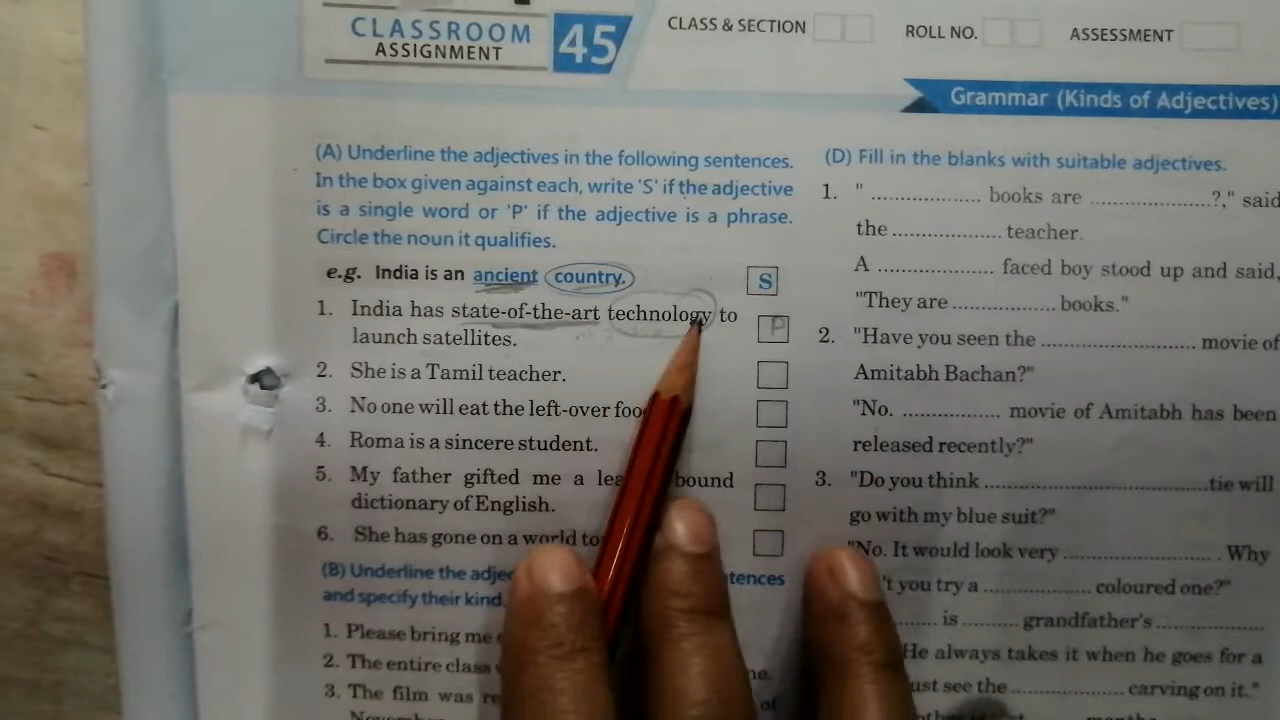 CLASSROOM
ASSIGNMENT
45
CLASS & SECTION
ROLL NO.
ASSESSMENT
Grammar (Kinds of Adjectives)
(A) Underline the adjectives in the following sentences.
In the box given against each, write 'S' if the adjective
is a single word or 'P' if the adjective is a phrase.
Circle the noun it qualifies.
e.g. India is an ancient country. S
1. India has state-of-the-art technology to
launch satellites. P
2. She is a Tamil teacher.
3. No one will eat the left-over
4. Roma is a sincere student.
5. My father gifted me a bound
dictionary of English.
6. She has gone on a world
(B) Underline the
and specify their kind.
1. Please bring me
2. The entire class
3. The film was
of
(D) Fill in the blanks with suitable adjectives.
1. " .................... books are ......................?," said
the .................... teacher.
A ..................... faced boy stood up and said,
"They are ................... books."
2. "Have you seen the ............................ movie of
Amitabh Bachan?"
"No. .................. movie of Amitabh has been
released recently?"
3. "Do you think ........................................tie will
go with my blue suit?"
"No. It would look very ............................ Why
you try a .................... coloured one?"
......... is .......... grandfather's ....................
He always takes it when he goes for a
see the ..................... carving on it."